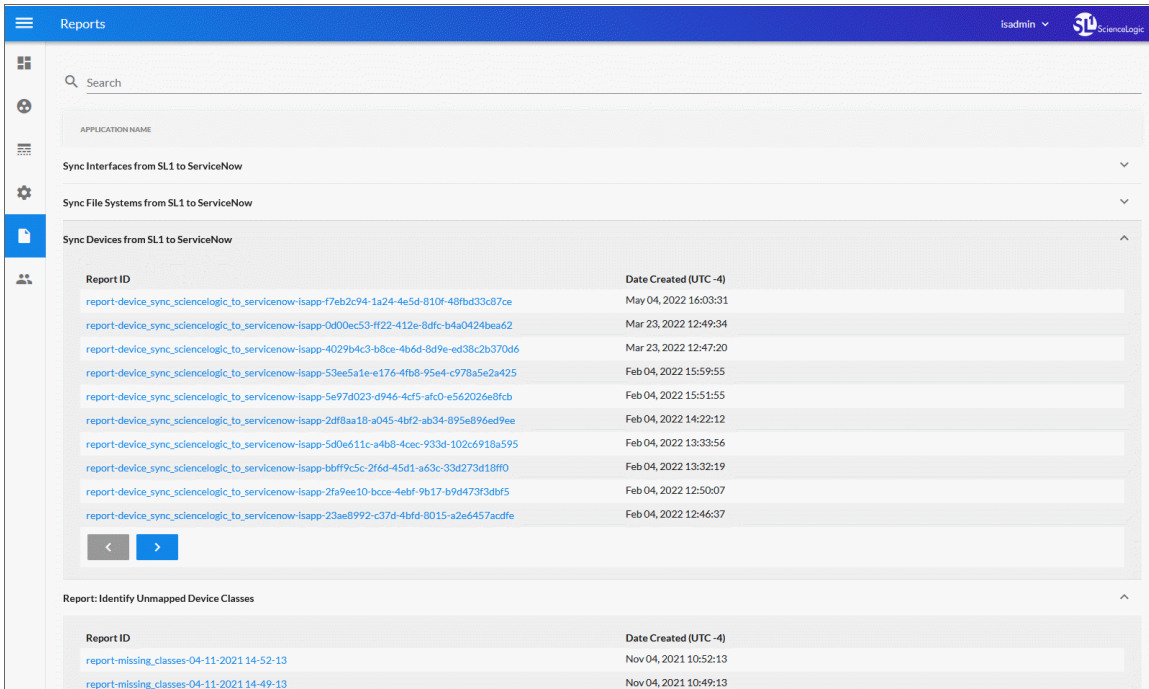 Reports
isadmin
SL1 ScienceLogic
Search
APPLICATION NAME
Sync Interfaces from SL1 to ServiceNow
Sync File Systems from SL1 to ServiceNow
Sync Devices from SL1 to ServiceNow
Report ID Date Created (UTC -4)
report-device_sync_sciencelogic_to_servicenow-isapp-f7eb2c94-1a24-4e5d-810f-48fbd33c87ce May 04, 2022 16:03:31
report-device_sync_sciencelogic_to_servicenow-isapp-0d00ec53-ff22-412e-8dfc-b4a0424bea62 Mar 23, 2022 12:49:34
report-device_sync_sciencelogic_to_servicenow-isapp-4029b4c3-b8ce-4b6d-8d9e-ed38c2b370d6 Mar 23, 2022 12:47:20
report-device_sync_sciencelogic_to_servicenow-isapp-53ee5a1e-e176-4fb8-95e4-c978a5e2a425 Feb 04, 2022 15:59:55
report-device_sync_sciencelogic_to_servicenow-isapp-5e97d023-d946-4cf5-afc0-e562026e8fcb Feb 04, 2022 15:51:55
report-device_sync_sciencelogic_to_servicenow-isapp-2df8aa18-a045-4bf2-ab34-895e896ed9ee Feb 04, 2022 14:22:12
report-device_sync_sciencelogic_to_servicenow-isapp-5d0e611c-a4b8-4cec-933d-102c6918a595 Feb 04, 2022 13:33:56
report-device_sync_sciencelogic_to_servicenow-isapp-bbff9c5c-2f6d-45d1-a63c-33d273d18ff0 Feb 04, 2022 13:32:19
report-device_sync_sciencelogic_to_servicenow-isapp-2fa9ee10-bcce-4ebf-9b17-b9d473f3dbf5 Feb 04, 2022 12:50:07
report-device_sync_sciencelogic_to_servicenow-isapp-23ae8992-c37d-4bfd-8015-a2e6457acdfe Feb 04, 2022 12:46:37
Report: Identify Unmapped Device Classes
Report ID Date Created (UTC -4)
report-missing_classes-04-11-2021 14-52-13 Nov 04, 2021 10:52:13
report-missing_classes-04-11-2021 14-49-13 Nov 04, 2021 10:49:13